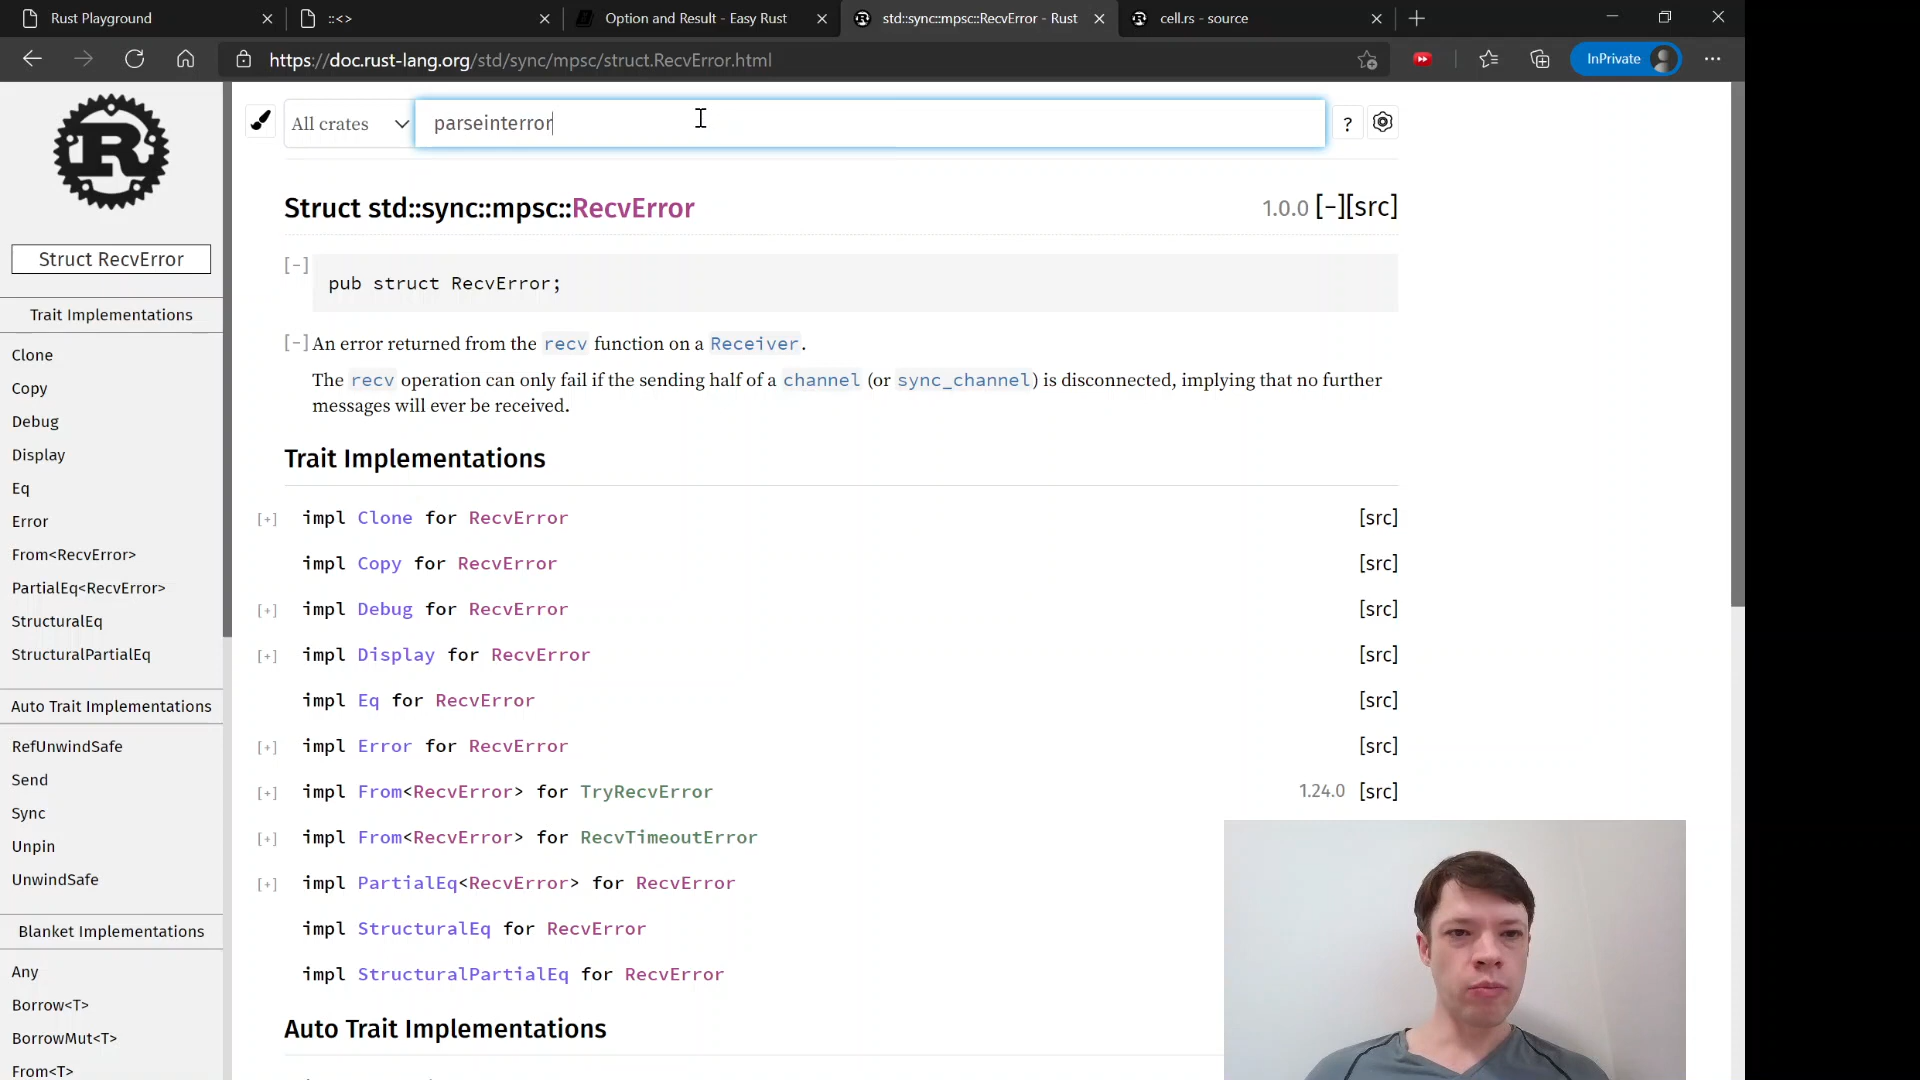 Rust Playground
::<>
Option and Result - Easy Rust
std::sync::mpsc::RecvError - Rust
cell.rs - source
https://doc.rust-lang.org/std/sync/mpsc/struct.RecvError.html
InPrivate
R
Struct RecvError
Trait Implementations
Clone
Copy
Debug
Display
Eq
Error
From<RecvError>
PartialEq<RecvError>
StructuralEq
StructuralPartialEq
Auto Trait Implementations
RefUnwindSafe
Send
Sync
Unpin
UnwindSafe
Blanket Implementations
Any
Borrow<T>
BorrowMut<T>
From<T>
All crates
parseinterror
?
Struct std::sync::mpsc::RecvError 1.0.0 [-][src]
[-]
pub struct RecvError;
[-] An error returned from the recv function on a Receiver.
The recv operation can only fail if the sending half of a channel (or sync_channel) is disconnected, implying that no further
messages will ever be received.
Trait Implementations
[+] impl Clone for RecvError [src]
impl Copy for RecvError [src]
[+] impl Debug for RecvError [src]
[+] impl Display for RecvError [src]
impl Eq for RecvError [src]
[+] impl Error for RecvError [src]
[+] impl From<RecvError> for TryRecvError 1.24.0 [src]
[+] impl From<RecvError> for RecvTimeoutError
[+] impl PartialEq<RecvError> for RecvError
impl StructuralEq for RecvError
impl StructuralPartialEq for RecvError
Auto Trait Implementations